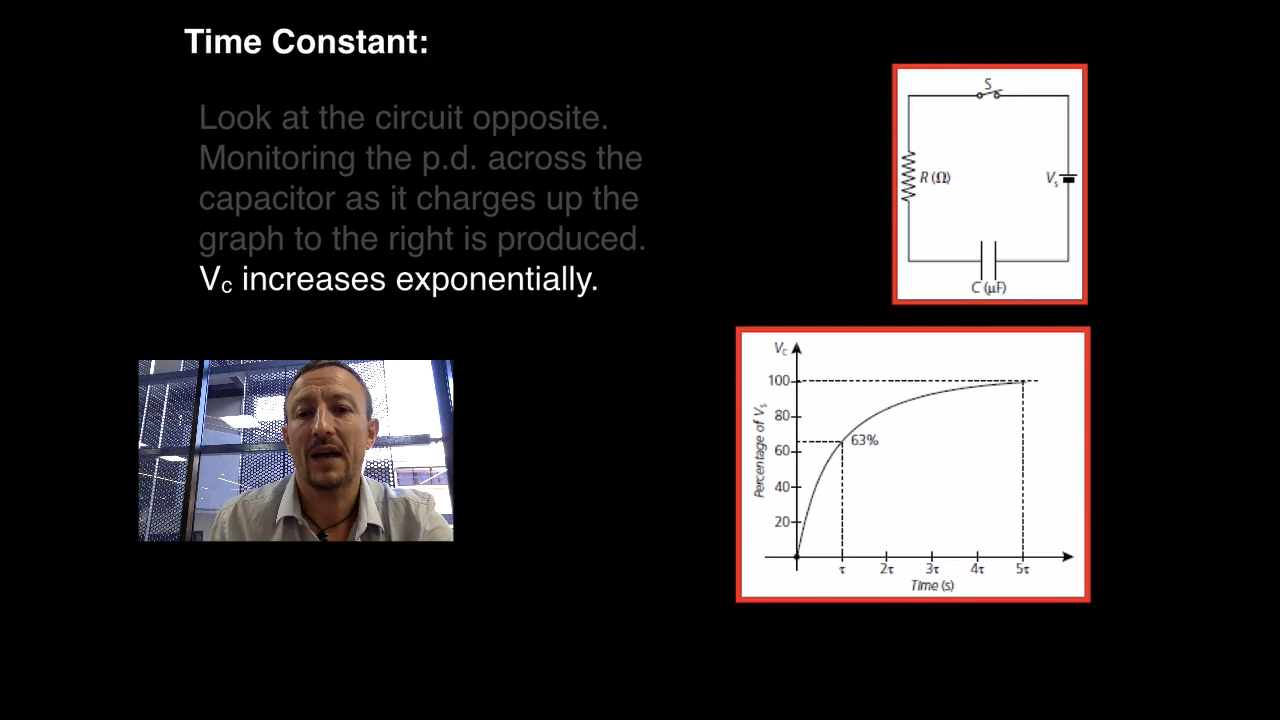 Time Constant:
Look at the circuit opposite.
Monitoring the p.d. across the
capacitor as it charges up the
graph to the right is produced.
Vc increases exponentially.
S
R (Ω)
Vs
C (μF)
Vc
100
80
60
40
20
Percentage of Vs
63%
τ 2τ 3τ 4τ 5τ
Time (s)